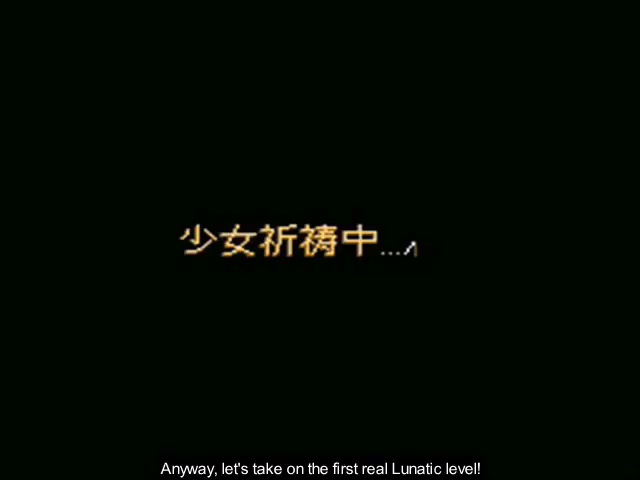 少女祈祷中...
Anyway, let's take on the first real Lunatic level!